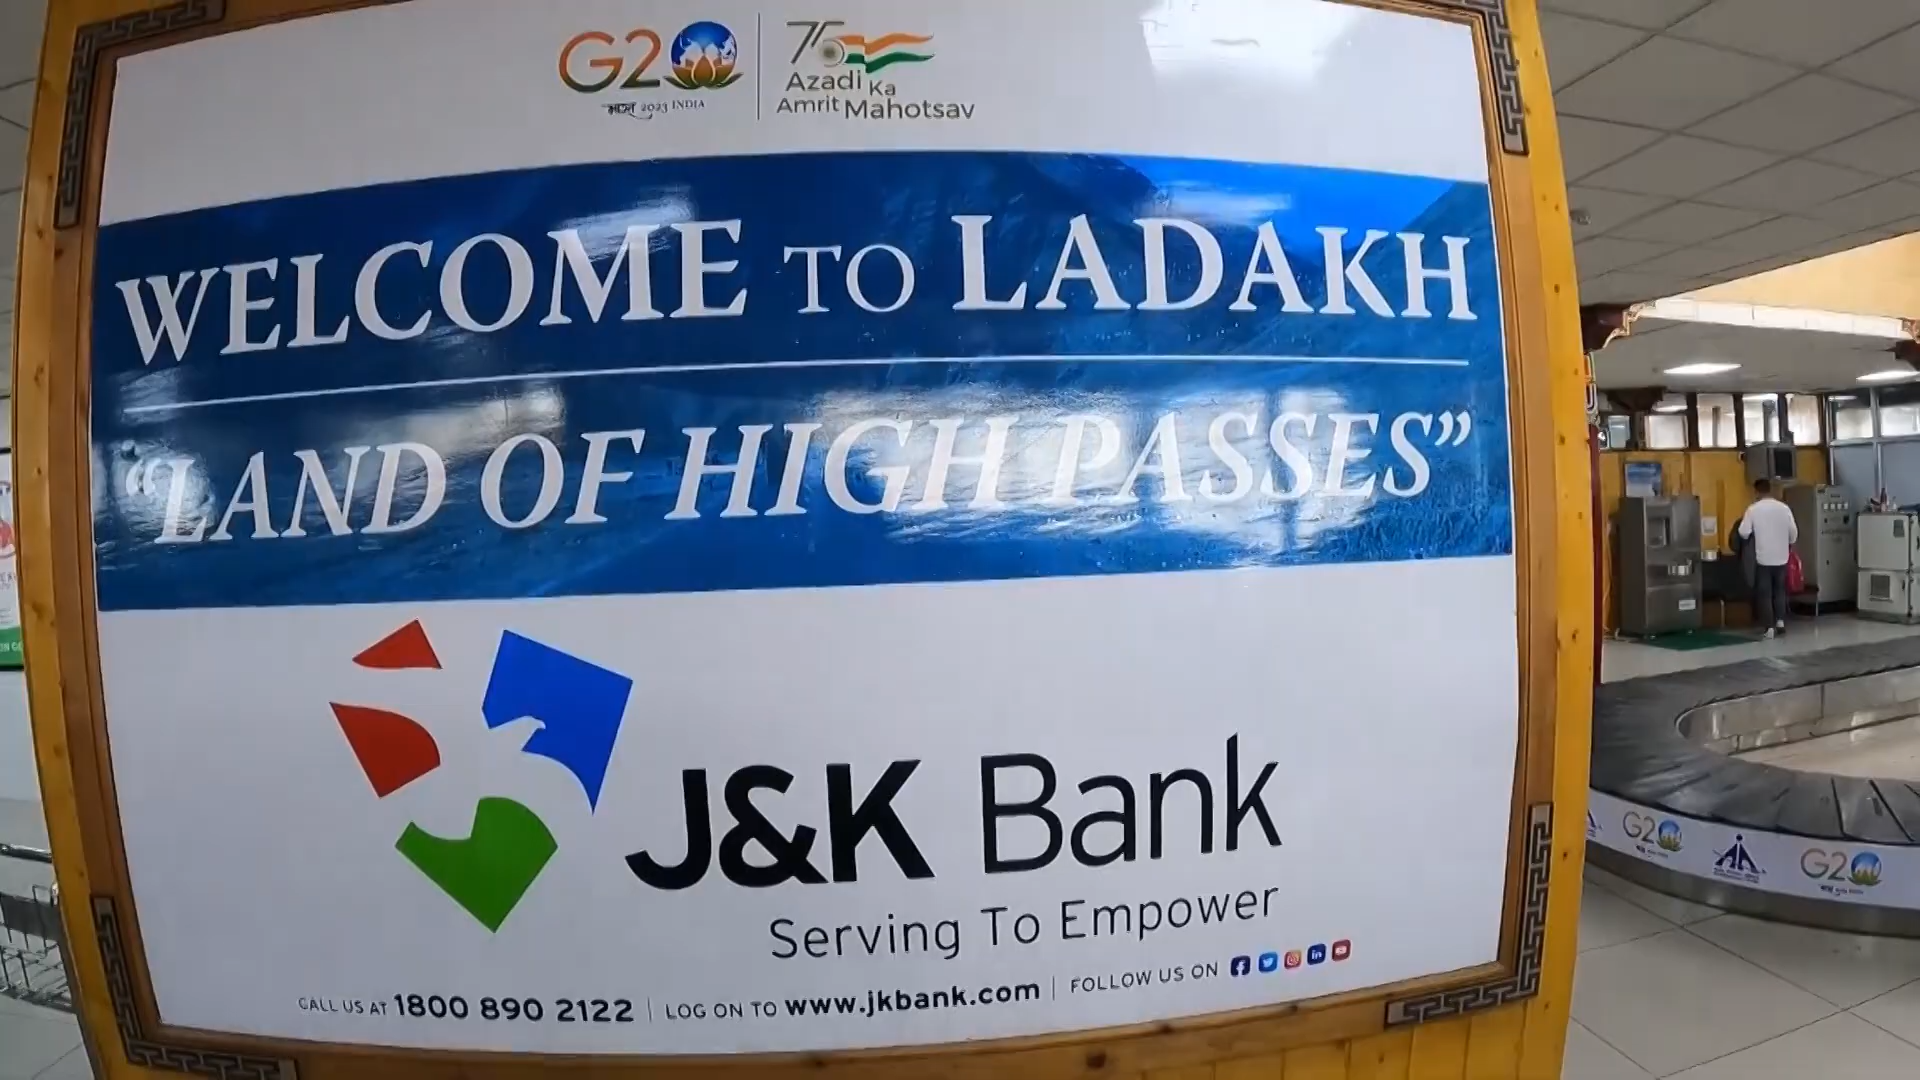 G20
भारत 2023 INDIA
75
Azadi Ka
Amrit Mahotsav
WELCOME TO LADAKH
“LAND OF HIGH PASSES”
J&K Bank
Serving To Empower
CALL US AT 1800 890 2122 | LOG ON TO www.jkbank.com | FOLLOW US ON
G20
G20